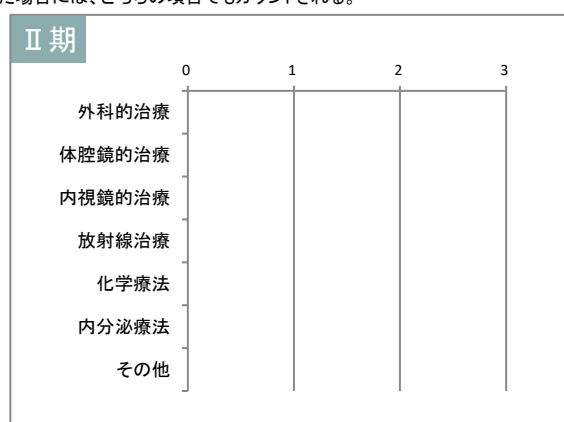 た場合には、どちらの項目でもカウントされる。
Ⅱ期
0 1 2 3
外科的治療
体腔鏡的治療
内視鏡的治療
放射線治療
化学療法
内分泌療法
その他